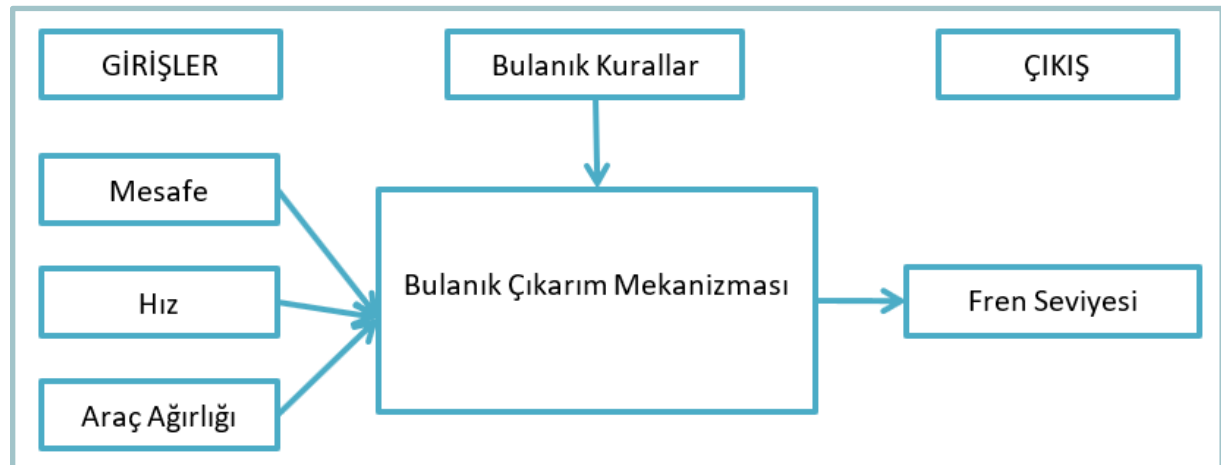 GİRİŞLER
Bulanık Kurallar
ÇIKIŞ
Mesafe
Hız
Araç Ağırlığı
Bulanık Çıkarım Mekanizması
Fren Seviyesi